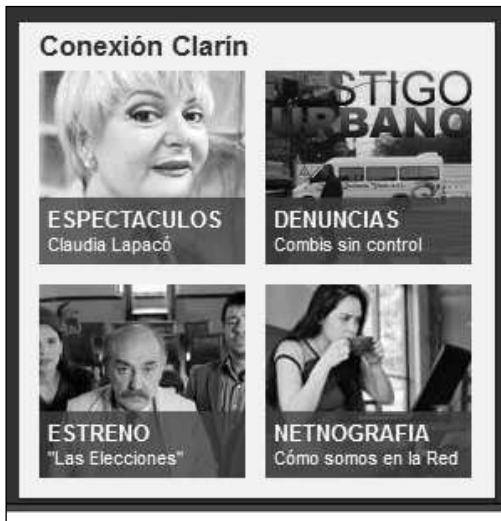 Conexión Clarín
ESPECTACULOS
Claudia Lapacó
STIGO
URBANO
DENUNCIAS
Combis sin control
ESTRENO
"Las Elecciones"
NETNOGRAFIA
Cómo somos en la Red